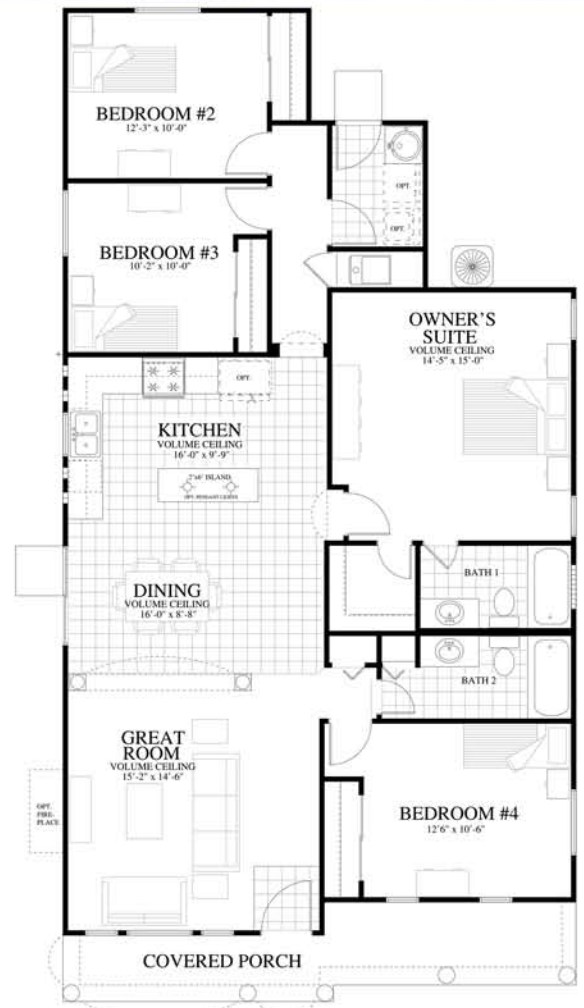 BEDROOM #2
12'-3" x 10'-0"
OPT.
OPT.
BEDROOM #3
10'-2" x 10'-0"
OWNER'S
SUITE
VOLUME CEILING
14'-5" x 15'-0"
OPT.
KITCHEN
VOLUME CEILING
16'-0" x 9'-9"
2'x6' ISLAND
OPT. PENDANT LIGHTS
BATH 1
DINING
VOLUME CEILING
16'-0" x 8'-8"
BATH 2
GREAT
ROOM
VOLUME CEILING
15'-2" x 14'-6"
OPT.
FIRE-
PLACE
BEDROOM #4
12'6" x 10'-6"
COVERED PORCH